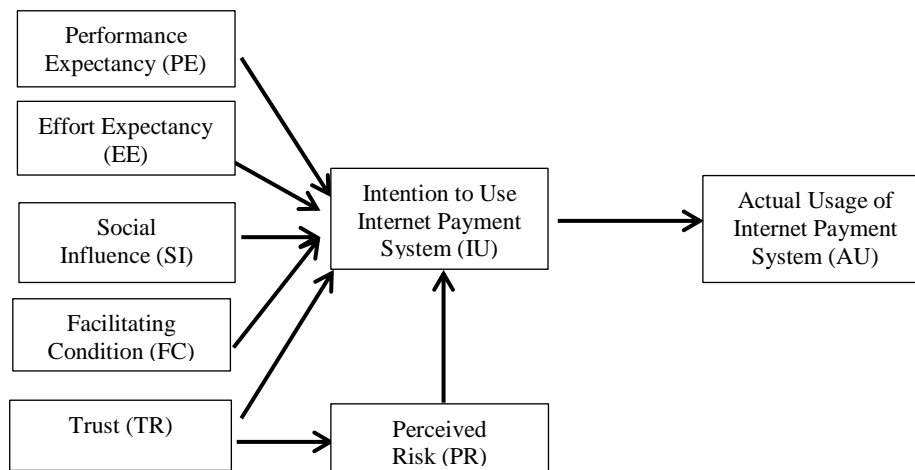 Performance
Expectancy (PE)
Effort Expectancy
(EE)
Social
Influence (SI)
Facilitating
Condition (FC)
Trust (TR)
Intention to Use
Internet Payment
System (IU)
Perceived
Risk (PR)
Actual Usage of
Internet Payment
System (AU)